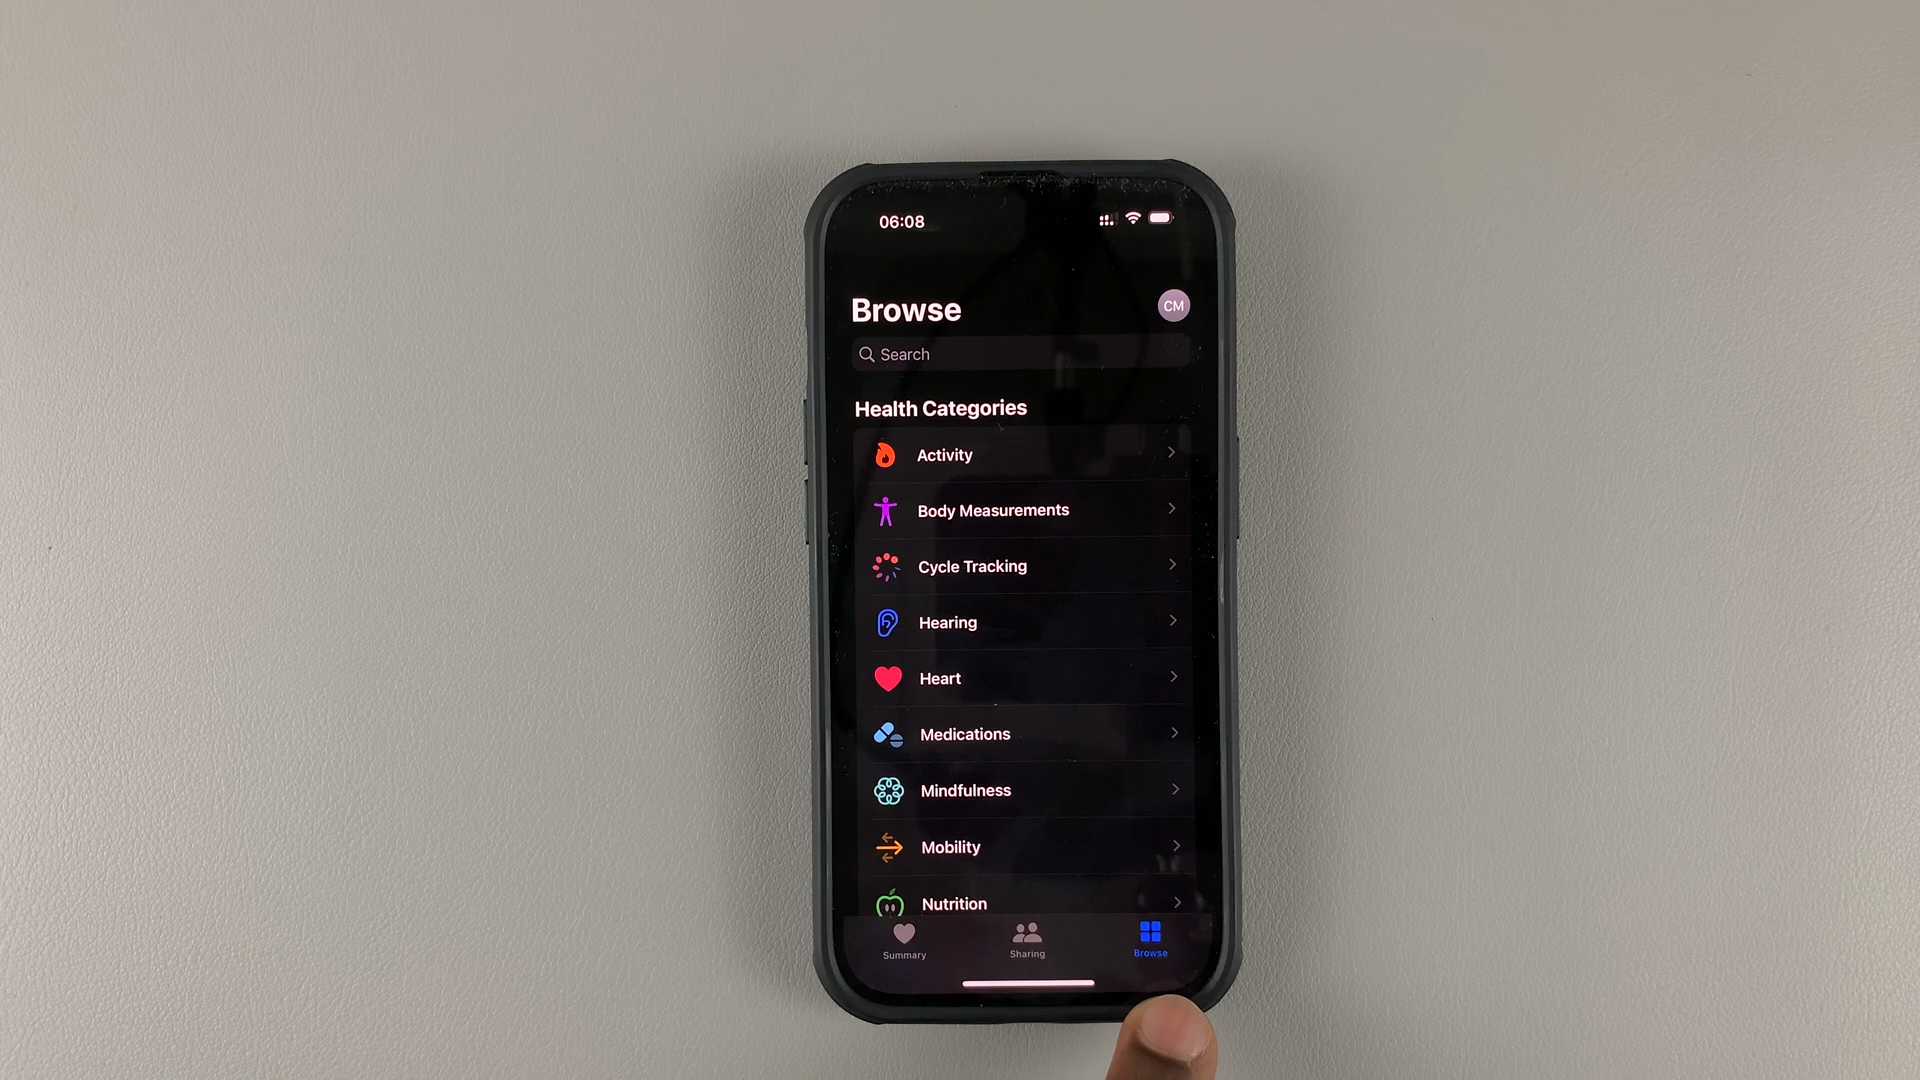 06:08
Browse
CM
Search
Health Categories
Activity
Body Measurements
Cycle Tracking
Hearing
Heart
Medications
Mindfulness
Mobility
Nutrition
Summary
Sharing
Browse